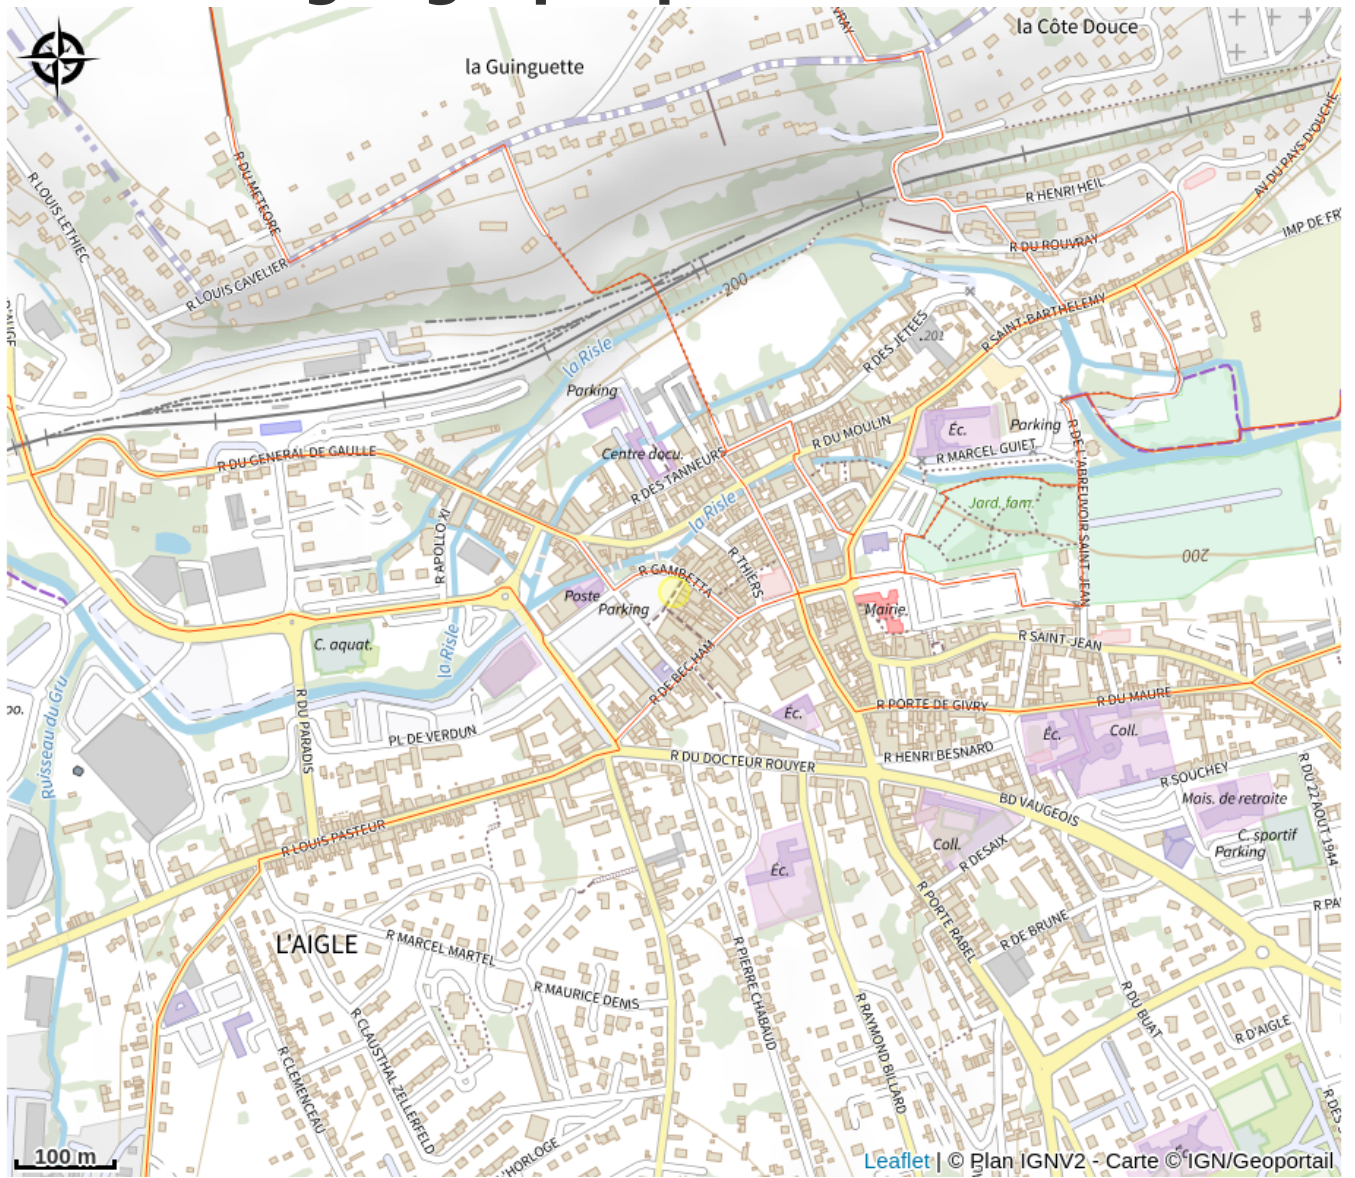 la Côte Douce
la Guinguette
R DU METEORE
R LOUIS LETHIEC
R LOUIS CAVELIER
AV DU PAYS D'OUCHE
R HENRI HEIL
R DU ROUVRAY
200
R SAINT-BARTHELEMY
R DES JETEES
201
la Risle
Parking
R DU MOULIN
Éc.
Parking
R MARCEL GUIET
R DU GENERAL DE GAULLE
Centre docu.
R DES TANNEURS
la Risle
Jard. fam.
R DE L'ABREUVOIR SAINT-JEAN
R APOLLO XI
R THIERS
200
R GAMBETTA
Poste
Parking
Mairie
C. aquat.
la Risle
R SAINT-JEAN
R DE BEC HAM
Ruisseau du Gru
R DU PARADIS
R PORTE DE GIVRY
R DU MAURE
Éc.
Éc.
Coll.
PL DE VERDUN
R DU DOCTEUR ROUYER
R HENRI BESNARD
R SOUCHEY
R DU 22 AOUT 1944
Mais. de retraite
BD VAUGEOIS
C. sportif
Parking
R LOUIS PASTEUR
Coll.
R DESAIX
Éc.
R PORTE RABEL
R DE BRUNE
L'AIGLE
R MARCEL MARTEL
R PIERRE CHABAUD
R MAURICE DENIS
R RAYMOND BILLARD
R DU BUAT
R D'AIGLE
R CLAUSTHAL ZELLERFELD
R CLEMENCEAU
100 m
Leaflet | © Plan IGNV2 - Carte © IGN/Geoportail